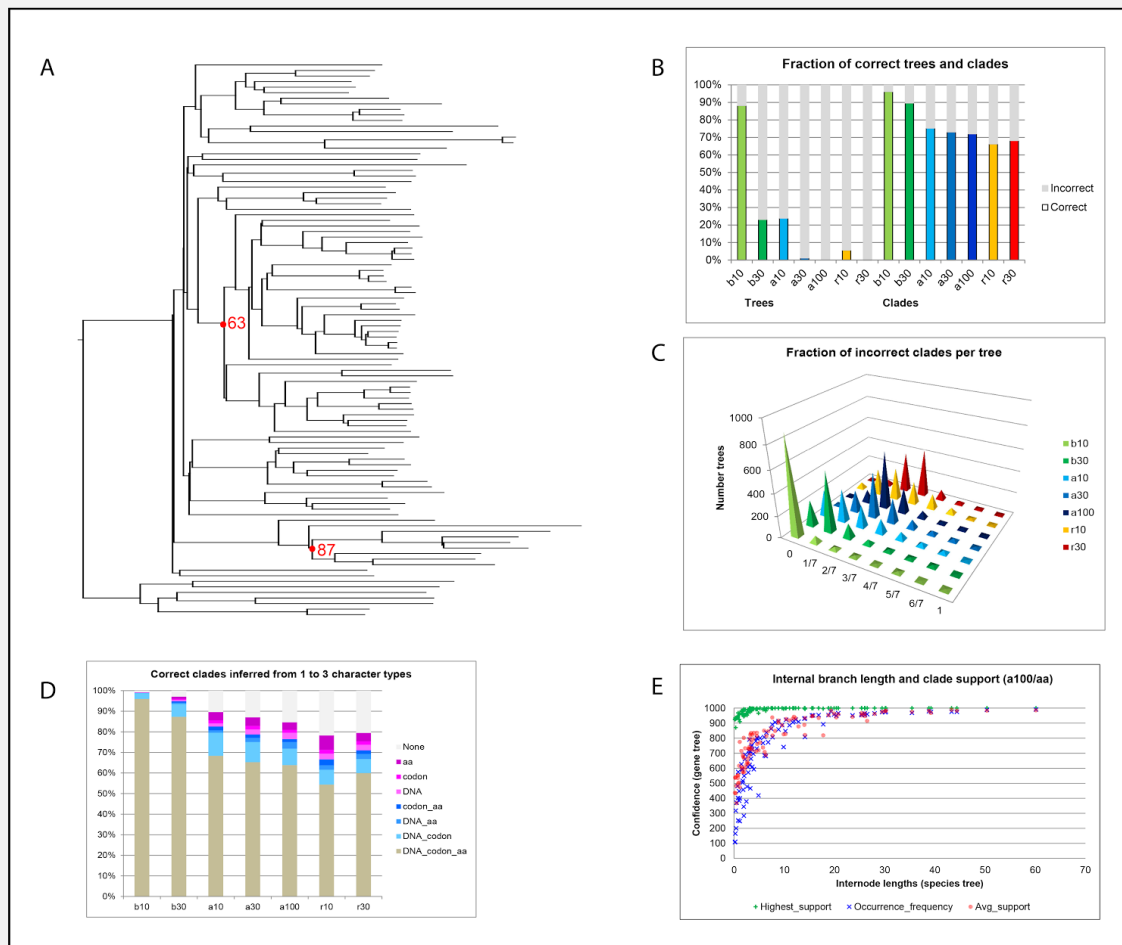 A
63
87
B
Fraction of correct trees and clades
100%
90%
80%
70%
60%
50%
40%
30%
20%
10%
0%
b10 b30 a10 a30 a100 r10 r30 b10 b30 a10 a30 a100 r10 r30
Trees Clades
Incorrect
Correct
C
Fraction of incorrect clades per tree
Number trees
1000
800
600
400
200
0
0 1/7 2/7 3/7 4/7 5/7 6/7 1
b10
b30
a10
a30
a100
r10
r30
D
Correct clades inferred from 1 to 3 character types
100%
90%
80%
70%
60%
50%
40%
30%
20%
10%
0%
b10 b30 a10 a30 a100 r10 r30
None
aa
codon
DNA
codon_aa
DNA_aa
DNA_codon
DNA_codon_aa
E
Internal branch length and clade support (a100/aa)
Confidence (gene tree)
1000
900
800
700
600
500
400
300
200
100
0
0 10 20 30 40 50 60 70
Internode lengths (species tree)
Highest_support Occurrence_frequency Avg_support